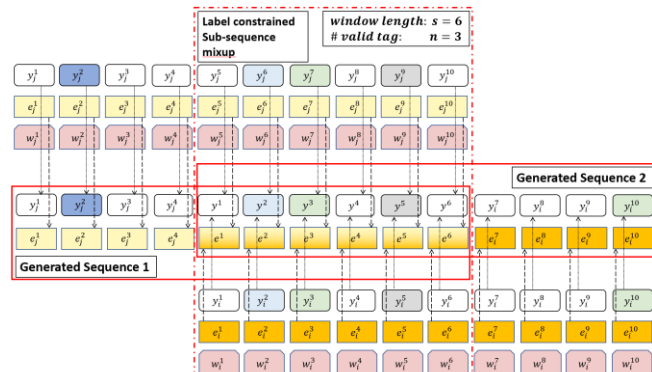 Label constrained
Sub-sequence
mixup
window length: s = 6
# valid tag: n = 3
y_j^1 y_j^2 y_j^3 y_j^4 y_j^5 y_j^6 y_j^7 y_j^8 y_j^9 y_j^10
e_j^1 e_j^2 e_j^3 e_j^4 e_j^5 e_j^6 e_j^7 e_j^8 e_j^9 e_j^10
w_j^1 w_j^2 w_j^3 w_j^4 w_j^5 w_j^6 w_j^7 w_j^8 w_j^9 w_j^10
Generated Sequence 2
y_j^1 y_j^2 y_j^3 y_j^4 y^1 y^2 y^3 y^4 y^5 y^6 y_i^7 y_i^8 y_i^9 y_i^10
e_j^1 e_j^2 e_j^3 e_j^4 e^1 e^2 e^3 e^4 e^5 e^6 e_i^7 e_i^8 e_i^9 e_i^10
Generated Sequence 1
y_i^1 y_i^2 y_i^3 y_i^4 y_i^5 y_i^6 y_i^7 y_i^8 y_i^9 y_i^10
e_i^1 e_i^2 e_i^3 e_i^4 e_i^5 e_i^6 e_i^7 e_i^8 e_i^9 e_i^10
w_i^1 w_i^2 w_i^3 w_i^4 w_i^5 w_i^6 w_i^7 w_i^8 w_i^9 w_i^10